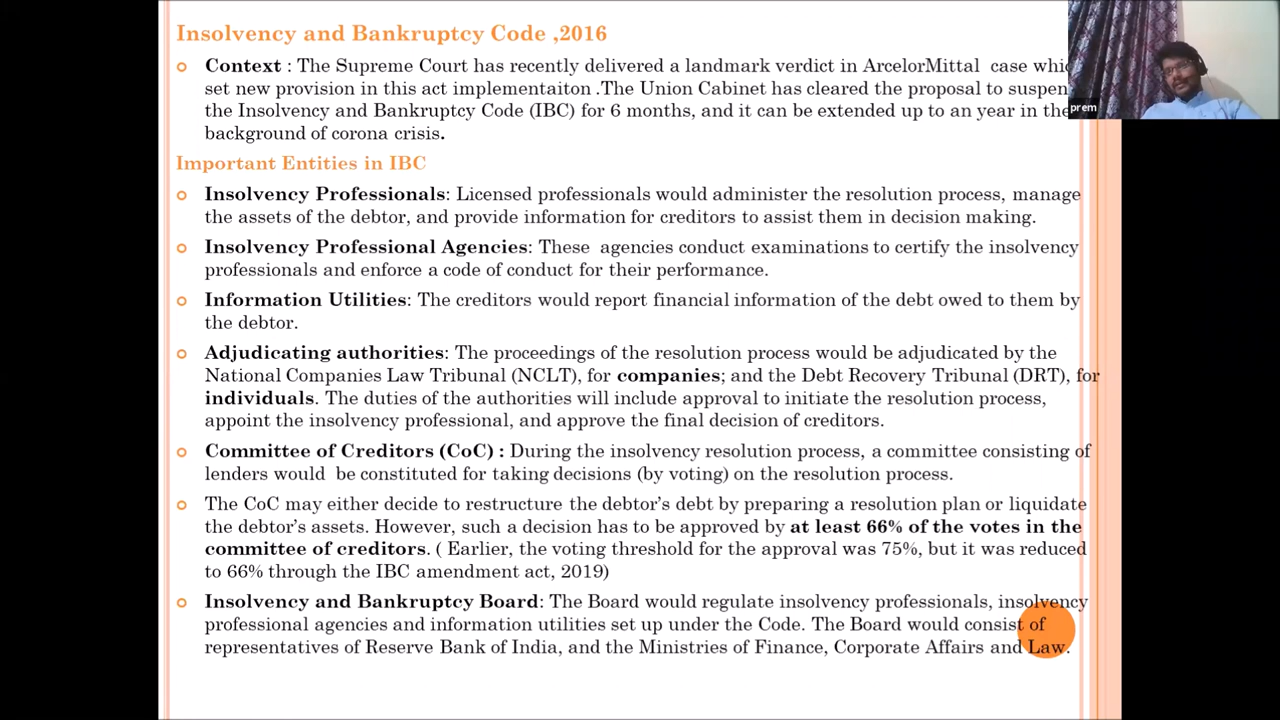 Insolvency and Bankruptcy Code ,2016
Context : The Supreme Court has recently delivered a landmark verdict in ArcelorMittal case
set new provision in this act implementaiton .The Union Cabinet has cleared the proposal to
the Insolvency and Bankruptcy Code (IBC) for 6 months, and it can be extended up to an year in the
background of corona crisis.
prem
Important Entities in IBC
Insolvency Professionals: Licensed professionals would administer the resolution process, manage
the assets of the debtor, and provide information for creditors to assist them in decision making.
Insolvency Professional Agencies: These agencies conduct examinations to certify the insolvency
professionals and enforce a code of conduct for their performance.
Information Utilities: The creditors would report financial information of the debt owed to them by
the debtor.
Adjudicating authorities: The proceedings of the resolution process would be adjudicated by the
National Companies Law Tribunal (NCLT), for companies; and the Debt Recovery Tribunal (DRT), for
individuals. The duties of the authorities will include approval to initiate the resolution process,
appoint the insolvency professional, and approve the final decision of creditors.
Committee of Creditors (CoC) : During the insolvency resolution process, a committee consisting of
lenders would be constituted for taking decisions (by voting) on the resolution process.
The CoC may either decide to restructure the debtor's debt by preparing a resolution plan or liquidate
the debtor's assets. However, such a decision has to be approved by at least 66% of the votes in the
committee of creditors. ( Earlier, the voting threshold for the approval was 75%, but it was reduced
to 66% through the IBC amendment act, 2019)
Insolvency and Bankruptcy Board: The Board would regulate insolvency professionals, insolvency
professional agencies and information utilities set up under the Code. The Board would consist of
representatives of Reserve Bank of India, and the Ministries of Finance, Corporate Affairs and Law.